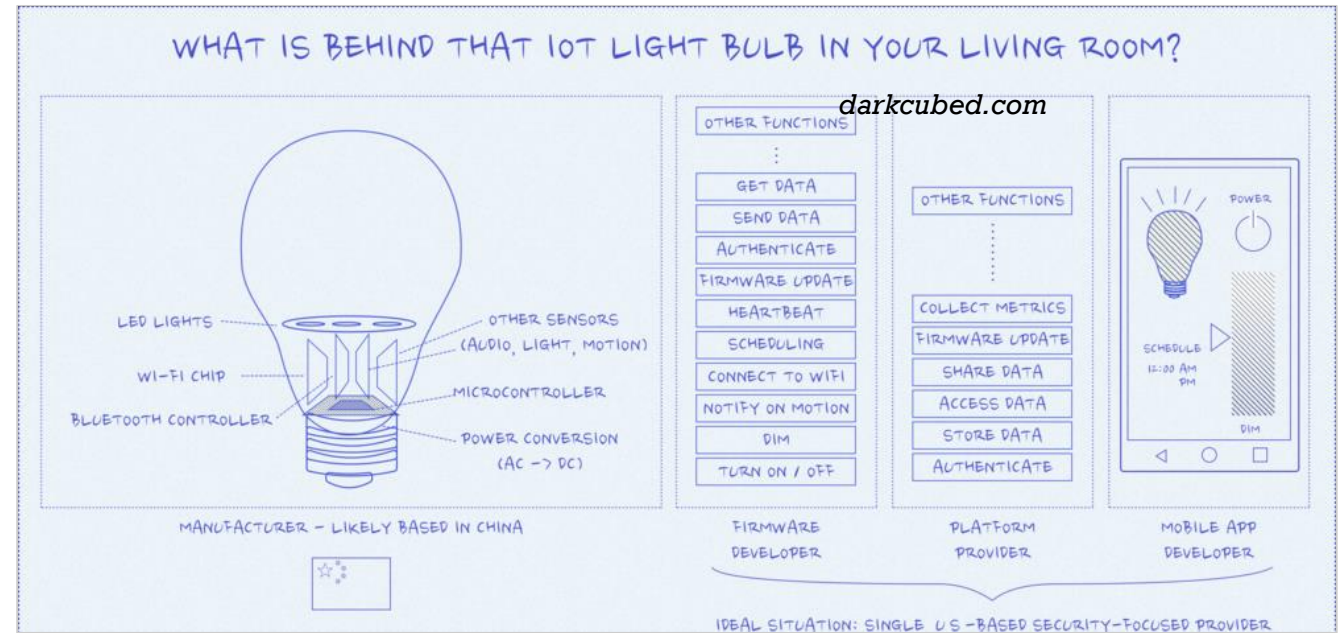 WHAT IS BEHIND THAT IOT LIGHT BULB IN YOUR LIVING ROOM?
darkcubed.com
LED LIGHTS
WI-FI CHIP
BLUETOOTH CONTROLLER
OTHER SENSORS
(AUDIO, LIGHT, MOTION)
MICROCONTROLLER
POWER CONVERSION
(AC -> DC)
MANUFACTURER - LIKELY BASED IN CHINA
OTHER FUNCTIONS
GET DATA
SEND DATA
AUTHENTICATE
FIRMWARE UPDATE
HEARTBEAT
SCHEDULING
CONNECT TO WIFI
NOTIFY ON MOTION
DIM
TURN ON / OFF
FIRMWARE
DEVELOPER
OTHER FUNCTIONS
COLLECT METRICS
FIRMWARE UPDATE
SHARE DATA
ACCESS DATA
STORE DATA
AUTHENTICATE
PLATFORM
PROVIDER
POWER
SCHEDULE
12:00 AM
PM
DIM
MOBILE APP
DEVELOPER
IDEAL SITUATION: SINGLE US-BASED SECURITY-FOCUSED PROVIDER